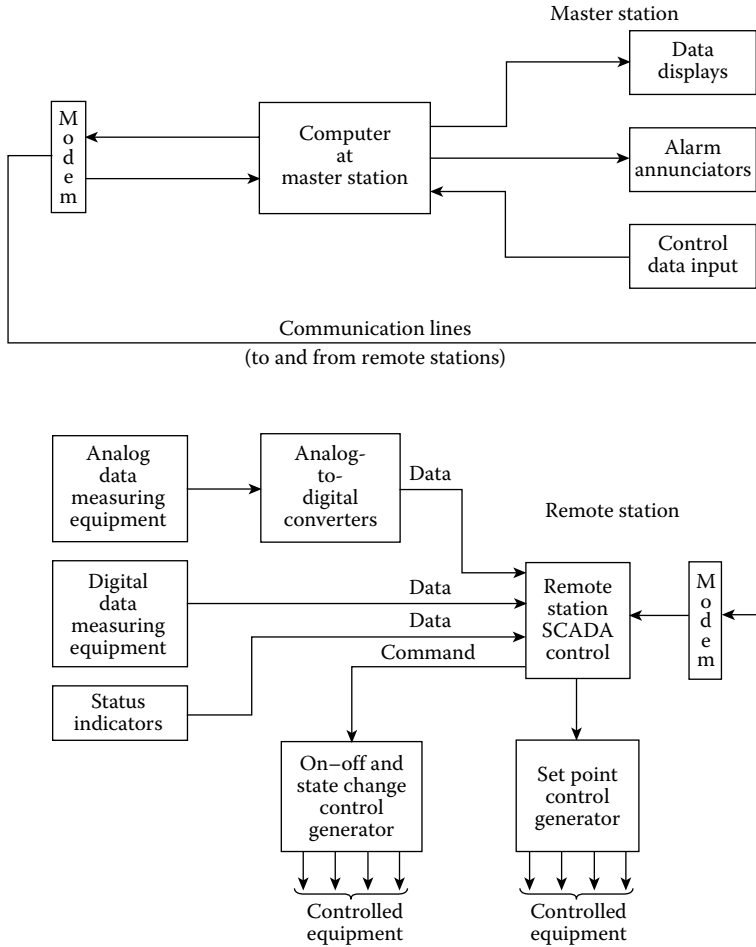 Master station
Data
displays
M
o
d
e
m
Computer
at
master station
Alarm
annunciators
Control
data input
Communication lines
(to and from remote stations)
Analog
data
measuring
equipment
Analog-
to-
digital
converters
Data
Remote station
Digital
data
measuring
equipment
Data
Data
Command
Remote
station
SCADA
control
M
o
d
e
m
Status
indicators
On–off and
state change
control
generator
Set point
control
generator
Controlled
equipment
Controlled
equipment